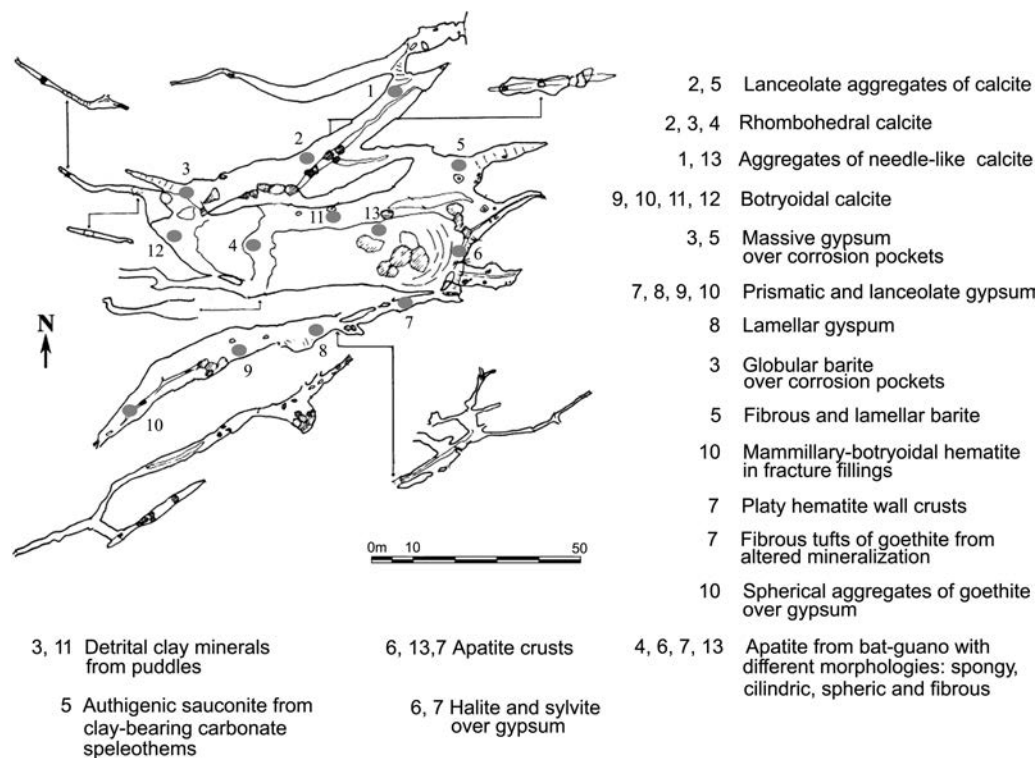 1
2
3
4
5
6
7
8
9
10
11
12
13
N
0m 10 50
2, 5 Lanceolate aggregates of calcite
2, 3, 4 Rhombohedral calcite
1, 13 Aggregates of needle-like calcite
9, 10, 11, 12 Botryoidal calcite
3, 5 Massive gypsum
over corrosion pockets
7, 8, 9, 10 Prismatic and lanceolate gypsum
8 Lamellar gyspum
3 Globular barite
over corrosion pockets
5 Fibrous and lamellar barite
10 Mammillary-botryoidal hematite
in fracture fillings
7 Platy hematite wall crusts
7 Fibrous tufts of goethite from
altered mineralization
10 Spherical aggregates of goethite
over gypsum
3, 11 Detrital clay minerals
from puddles
5 Authigenic sauconite from
clay-bearing carbonate
speleothems
6, 13,7 Apatite crusts
6, 7 Halite and sylvite
over gypsum
4, 6, 7, 13 Apatite from bat-guano with
different morphologies: spongy,
cilindric, spheric and fibrous